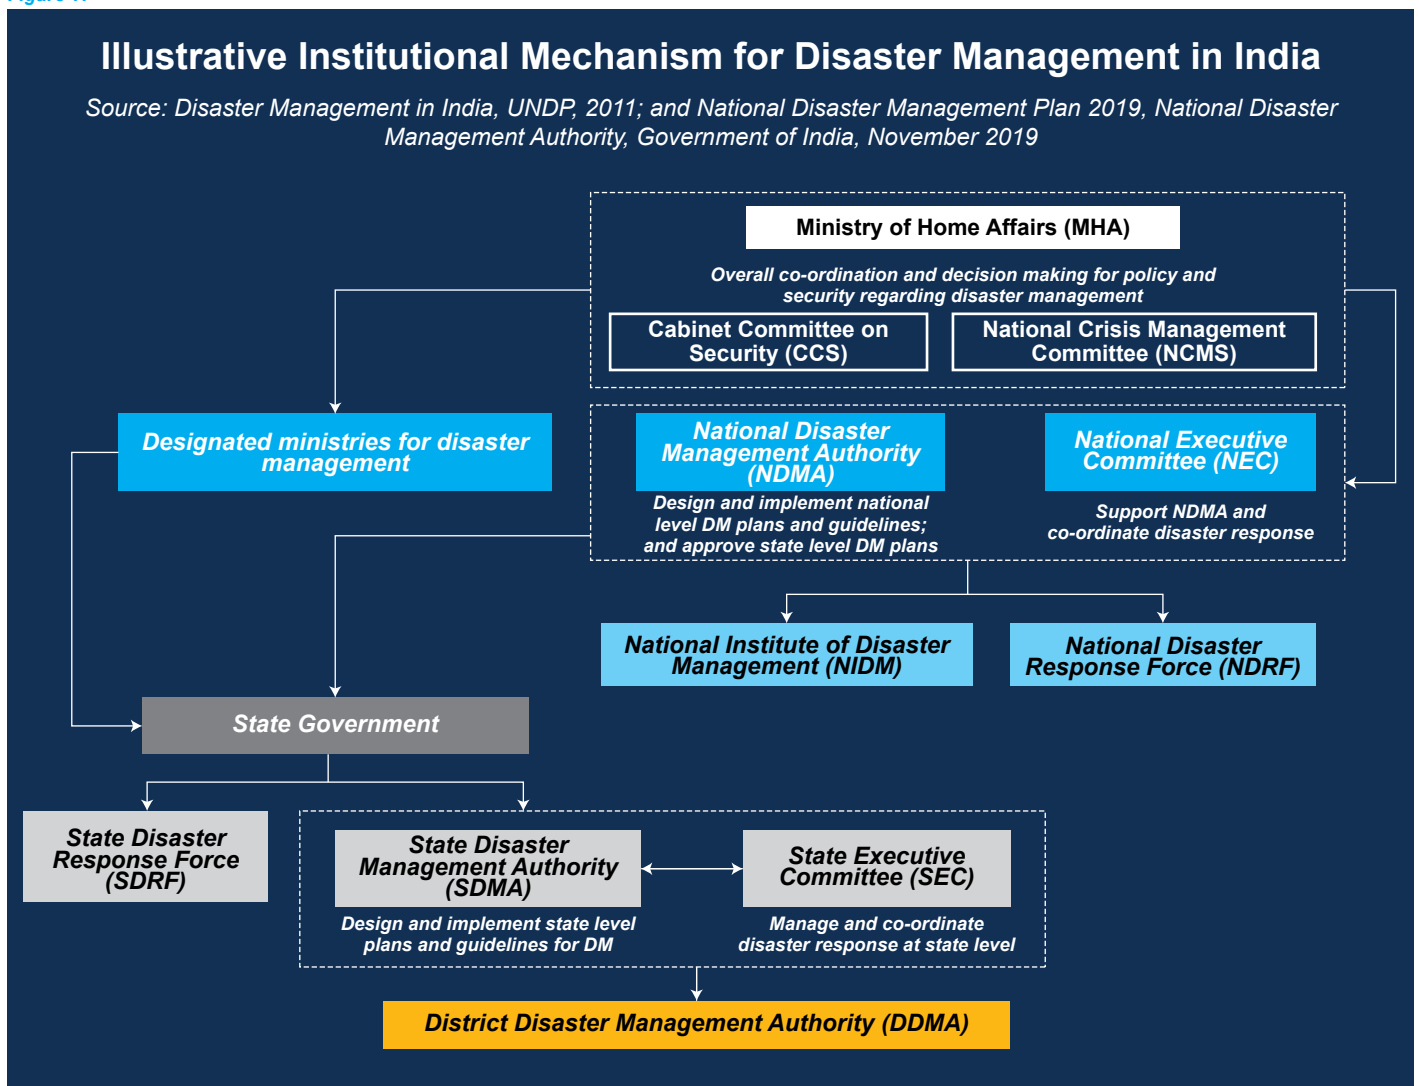 Illustrative Institutional Mechanism for Disaster Management in India
Source: Disaster Management in India, UNDP, 2011; and National Disaster Management Plan 2019, National Disaster
Management Authority, Government of India, November 2019
Ministry of Home Affairs (MHA)
Overall co-ordination and decision making for policy and
security regarding disaster management
Cabinet Committee on
Security (CCS)
National Crisis Management
Committee (NCMS)
Designated ministries for disaster
management
National Disaster
Management Authority
(NDMA)
Design and implement national
level DM plans and guidelines;
and approve state level DM plans
National Executive
Committee (NEC)
Support NDMA and
co-ordinate disaster response
National Institute of Disaster
Management (NIDM)
National Disaster
Response Force (NDRF)
State Government
State Disaster
Response Force
(SDRF)
State Disaster
Management Authority
(SDMA)
Design and implement state level
plans and guidelines for DM
State Executive
Committee (SEC)
Manage and co-ordinate
disaster response at state level
District Disaster Management Authority (DDMA)